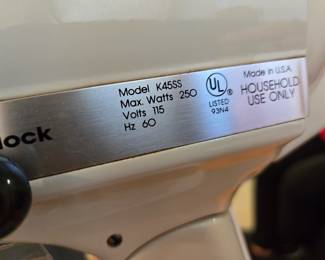 lock
Model K45SS
Max. Watts 250
Volts 115
Hz 60
UL
LISTED
93N4
Made in U.S.A.
HOUSEHOLD
USE ONLY